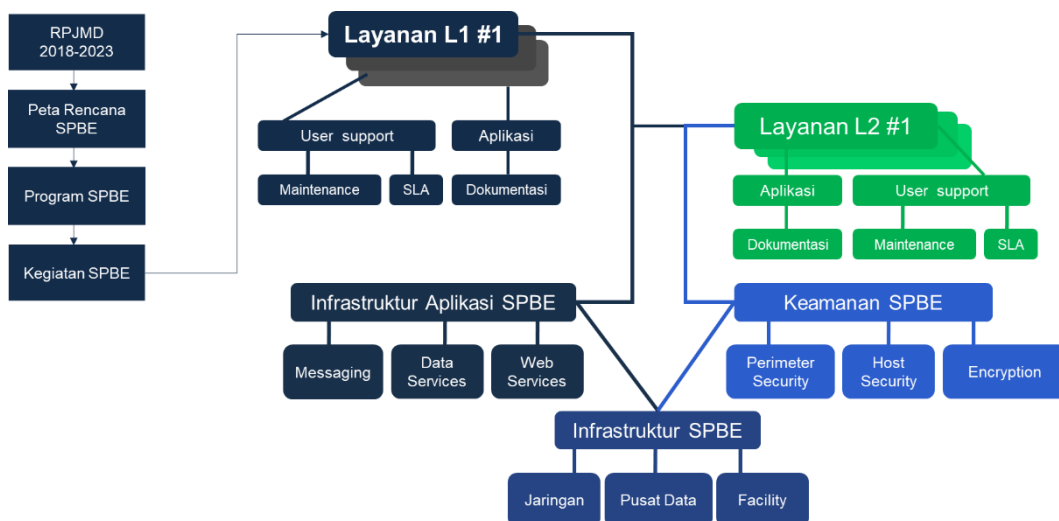 RPJMD
2018-2023
Peta Rencana
SPBE
Program SPBE
Kegiatan SPBE
Layanan L1 #1
User support
Aplikasi
Maintenance
SLA
Dokumentasi
Layanan L2 #1
Aplikasi
User support
Dokumentasi
Maintenance
SLA
Infrastruktur Aplikasi SPBE
Messaging
Data
Services
Web
Services
Keamanan SPBE
Perimeter
Security
Host
Security
Encryption
Infrastruktur SPBE
Jaringan
Pusat Data
Facility